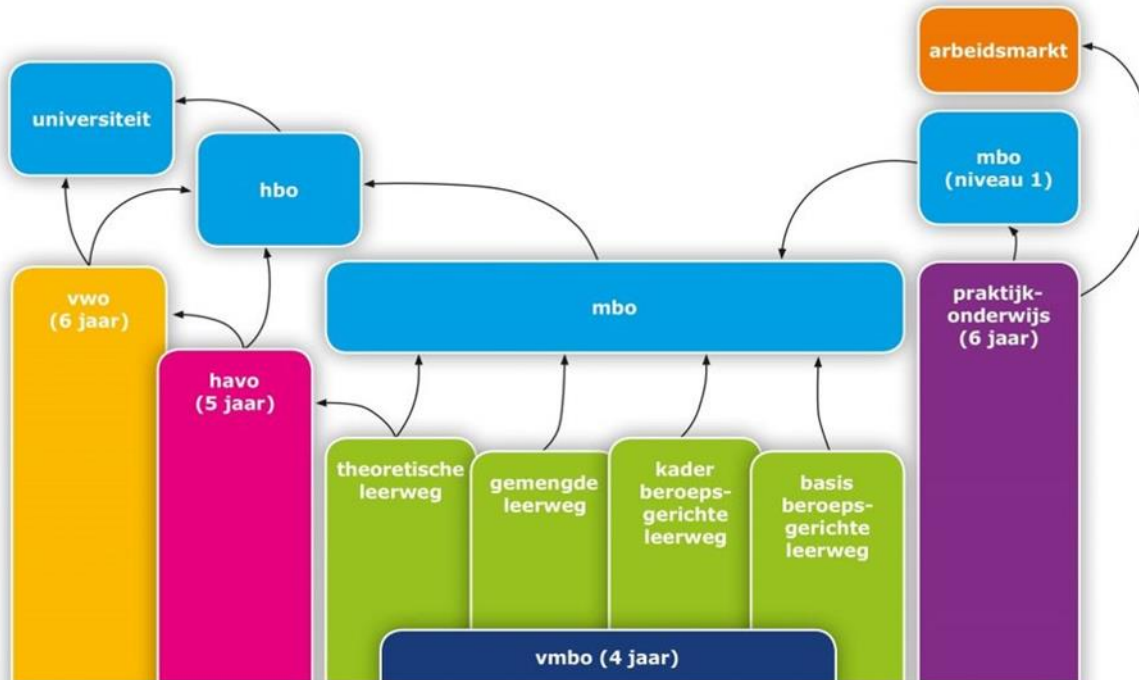 arbeidsmarkt
universiteit
mbo
(niveau 1)
hbo
vwo
(6 jaar)
mbo
praktijk-
onderwijs
(6 jaar)
havo
(5 jaar)
theoretische
leerweg
gemengde
leerweg
kader
beroeps-
gerichte
leerweg
basis
beroeps-
gerichte
leerweg
vmbo (4 jaar)